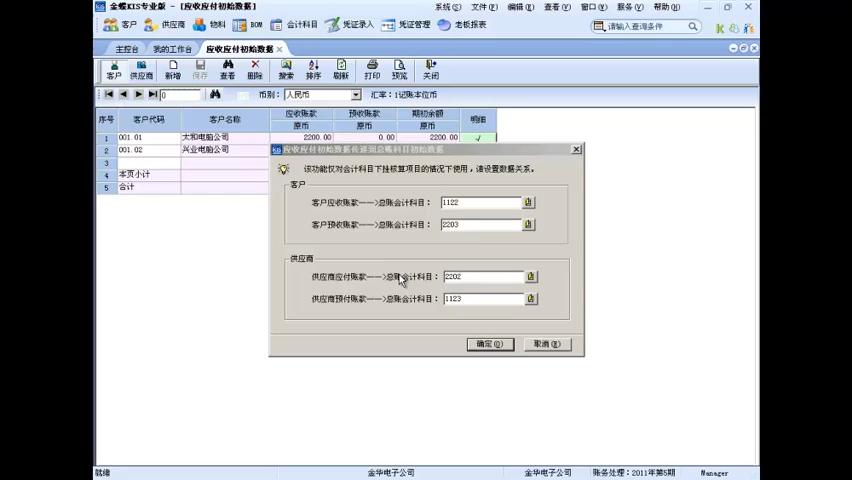 金蝶KIS专业版 - [应收应付初始数据]
系统(S) 文件(F) 编辑(E) 查看(V) 窗口(W) 服务(V) 帮助(H)
客户 供应商 物料 BOM 会计科目 凭证录入 凭证管理 老板报表 请输入查询条件
主控台 我的工作台 应收应付初始数据
客户 供应商 新增 保存 查看 删除 搜索 排序 刷新 打印 预览 关闭
0 币别： 人民币 汇率：1记账本位币
序号 客户代码 客户名称 应收账款 预收账款 期初余额 明细
原币 原币 原币
1 001.01 太和电脑公司 2200.00 0.00 2200.00 √
2 001.02 兴业电脑公司
3
4 本页小计
5 合计
应收应付初始数据传递到总账科目初始数据
该功能仅对会计科目下挂核算项目的情况下使用，请设置数据关系。
客户
客户应收账款——>总账会计科目： 1122
客户预收账款——>总账会计科目： 2203
供应商
供应商应付账款——>总账会计科目： 2202
供应商预付账款——>总账会计科目： 1123
确定(O) 取消(X)
就绪 金华电子公司 金华电子公司 账务处理：2011年第5期 Manager